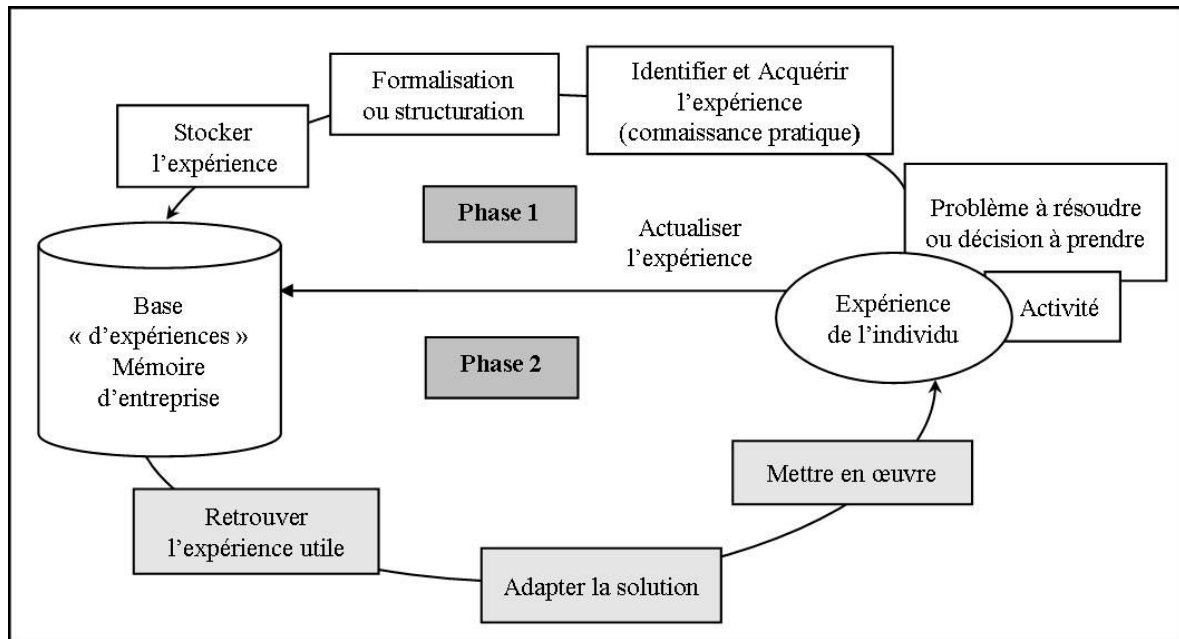 Formalisation
ou structuration
Identifier et Acquérir
l’expérience
(connaissance pratique)
Stocker
l’expérience
Phase 1
Actualiser
l’expérience
Problème à résoudre
ou décision à prendre
Base
« d’expériences »
Mémoire
d’entreprise
Expérience
de l’individu
Activité
Phase 2
Mettre en œuvre
Retrouver
l’expérience utile
Adapter la solution